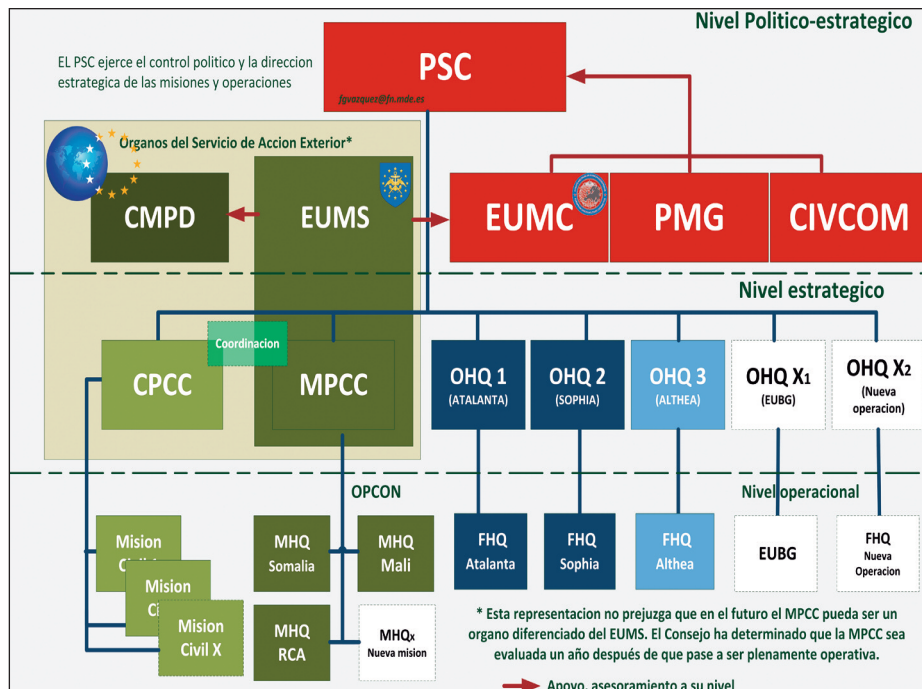 Nivel Politico-estrategico
EL PSC ejerce el control politico y la direccion
estrategica de las misiones y operaciones
PSC
fgvazquez@fn.mde.es
Organos del Servicio de Accion Exterior*
CMPD
EUMS
EUMC
PMG
CIVCOM
Nivel estrategico
Coordinacion
CPCC
MPCC
OHQ 1
(ATALANTA)
OHQ 2
(SOPHIA)
OHQ 3
(ALTHEA)
OHQ X1
(EUBG)
OHQ X2
(Nueva
operacion)
OPCON
Nivel operacional
Mision
Mision
Mision
Civil X
MHQ
Somalia
MHQ
Mali
MHQ
RCA
MHQx
Nueva mision
FHQ
Atalanta
FHQ
Sophia
FHQ
Althea
EUBG
FHQ
Nueva
Operacion
* Esta representacion no prejuzga que en el futuro el MPCC pueda ser un
organo diferenciado del EUMS. El Consejo ha determinado que la MPCC sea
evaluada un año después de que pase a ser plenamente operativa.
Apoyo, asesoramiento a su nivel